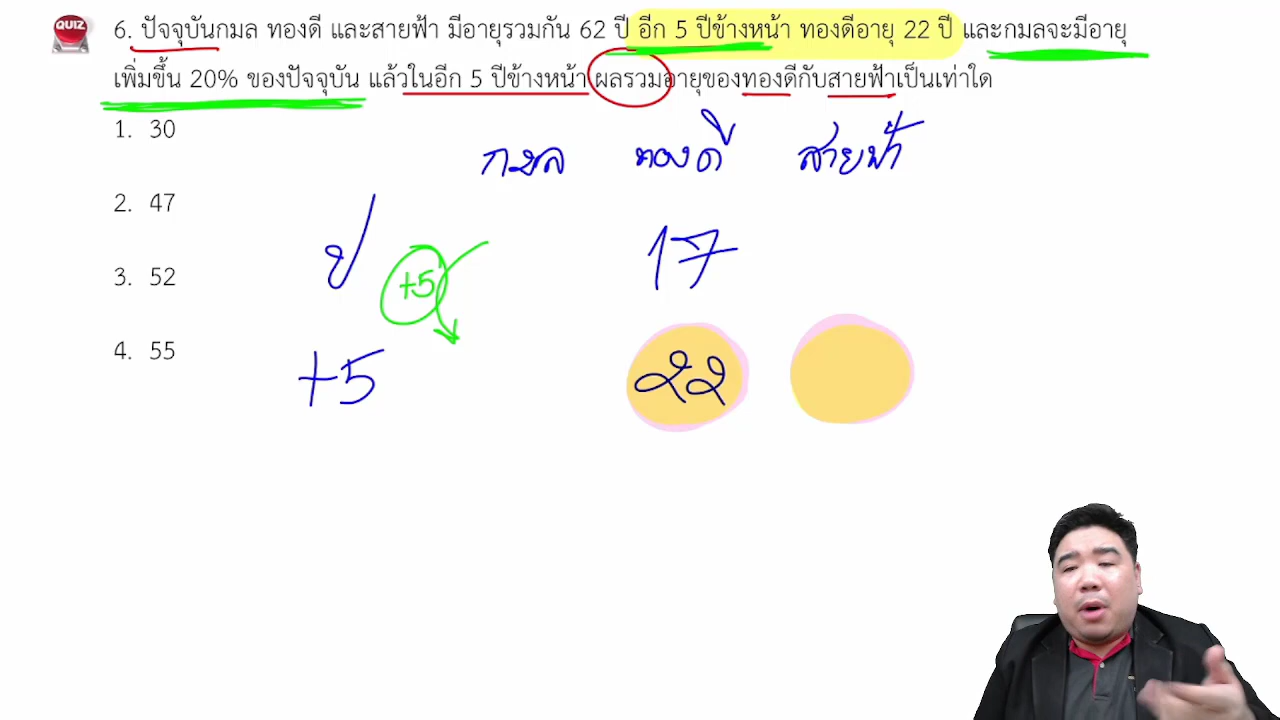 QUIZ
6. ปัจจุบันกมล ทองดี และสายฟ้า มีอายุรวมกัน 62 ปี อีก 5 ปีข้างหน้า ทองดีอายุ 22 ปี และกมลจะมีอายุ
เพิ่มขึ้น 20% ของปัจจุบัน แล้วในอีก 5 ปีข้างหน้า ผลรวมอายุของทองดีกับสายฟ้าเป็นเท่าใด
1. 30
กมล ทองดี สายฟ้า
2. 47
ป 17
3. 52
+5
4. 55
+5 22